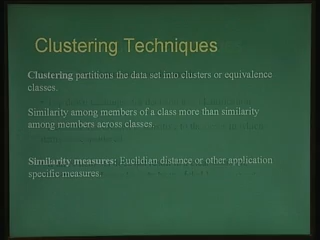 Clustering Techniques
Clustering partitions the data set into clusters or equivalence
classes.
Similarity among members of a class more than similarity
among members across classes.
Similarity measures: Euclidian distance or other application
specific measures.